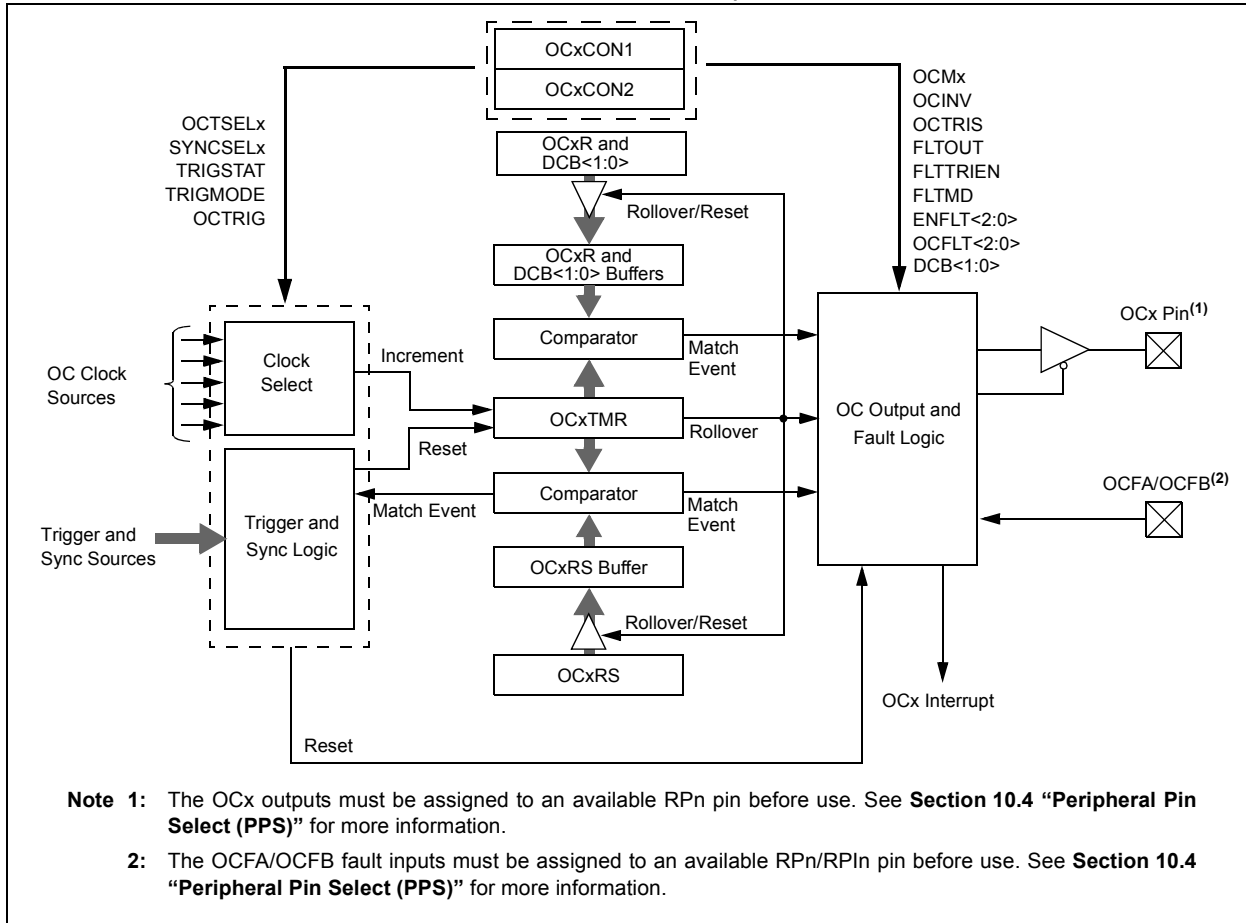 OCxCON1
OCxCON2
OCMx
OCINV
OCTRIS
FLTOUT
FLTTRIEN
FLTMD
ENFLT<2:0>
OCFLT<2:0>
DCB<1:0>
OCTSELx
SYNCSELx
TRIGSTAT
TRIGMODE
OCTRIG
OCxR and
DCB<1:0>
Rollover/Reset
OCxR and
DCB<1:0> Buffers
OC Clock
Sources
Clock
Select
Increment
Comparator
Match
Event
OCx Pin(1)
OCxTMR
Rollover
Reset
OC Output and
Fault Logic
Trigger and
Sync Sources
Trigger and
Sync Logic
Match Event
Comparator
Match
Event
OCFA/OCFB(2)
OCxRS Buffer
Rollover/Reset
OCxRS
OCx Interrupt
Reset
Note 1: The OCx outputs must be assigned to an available RPn pin before use. See Section 10.4 “Peripheral Pin
Select (PPS)” for more information.
2: The OCFA/OCFB fault inputs must be assigned to an available RPn/RPIn pin before use. See Section 10.4
“Peripheral Pin Select (PPS)” for more information.